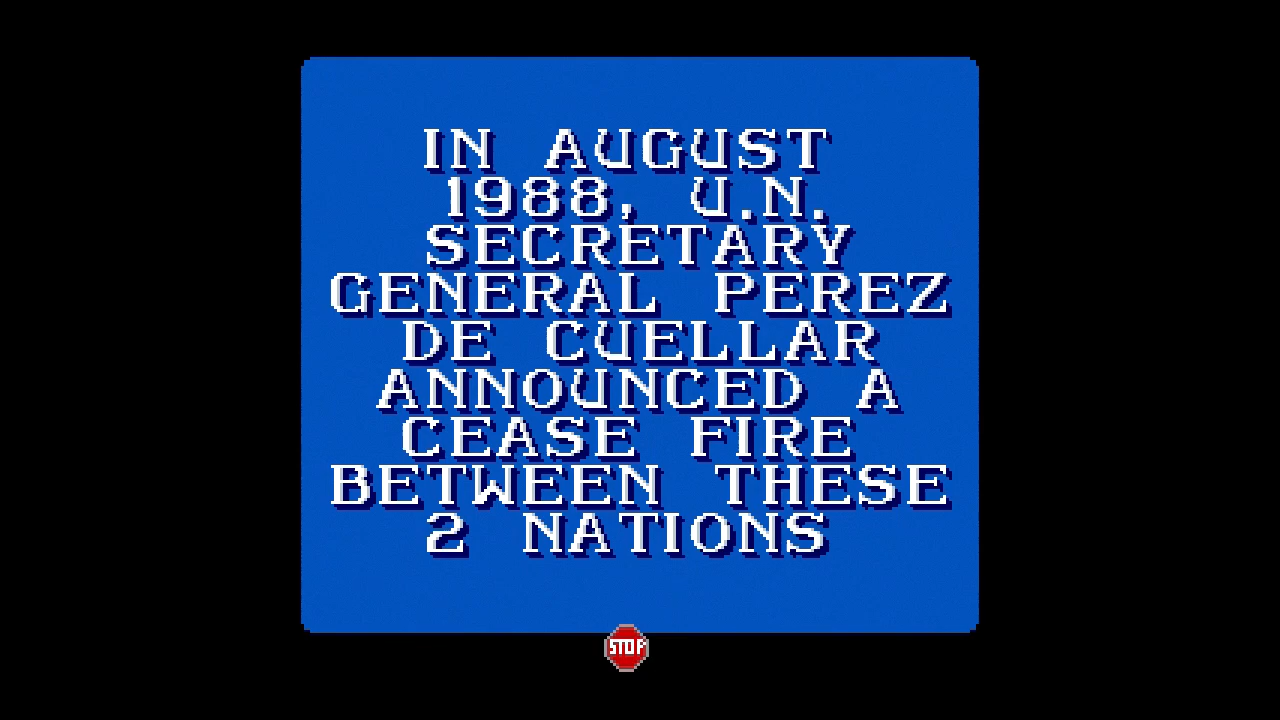 IN AUGUST
1988, U.N.
SECRETARY
GENERAL PEREZ
DE CUELLAR
ANNOUNCED A
CEASE FIRE
BETWEEN THESE
2 NATIONS
STOP